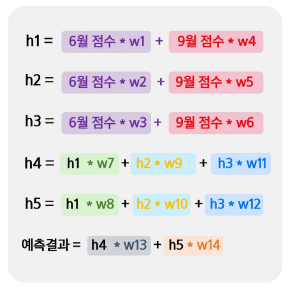 h1 = 6월 점수 * w1 + 9월 점수 * w4
h2 = 6월 점수 * w2 + 9월 점수 * w5
h3 = 6월 점수 * w3 + 9월 점수 * w6
h4 = h1 * w7 + h2 * w9 + h3 * w11
h5 = h1 * w8 + h2 * w10 + h3 * w12
예측결과 = h4 * w13 + h5 * w14